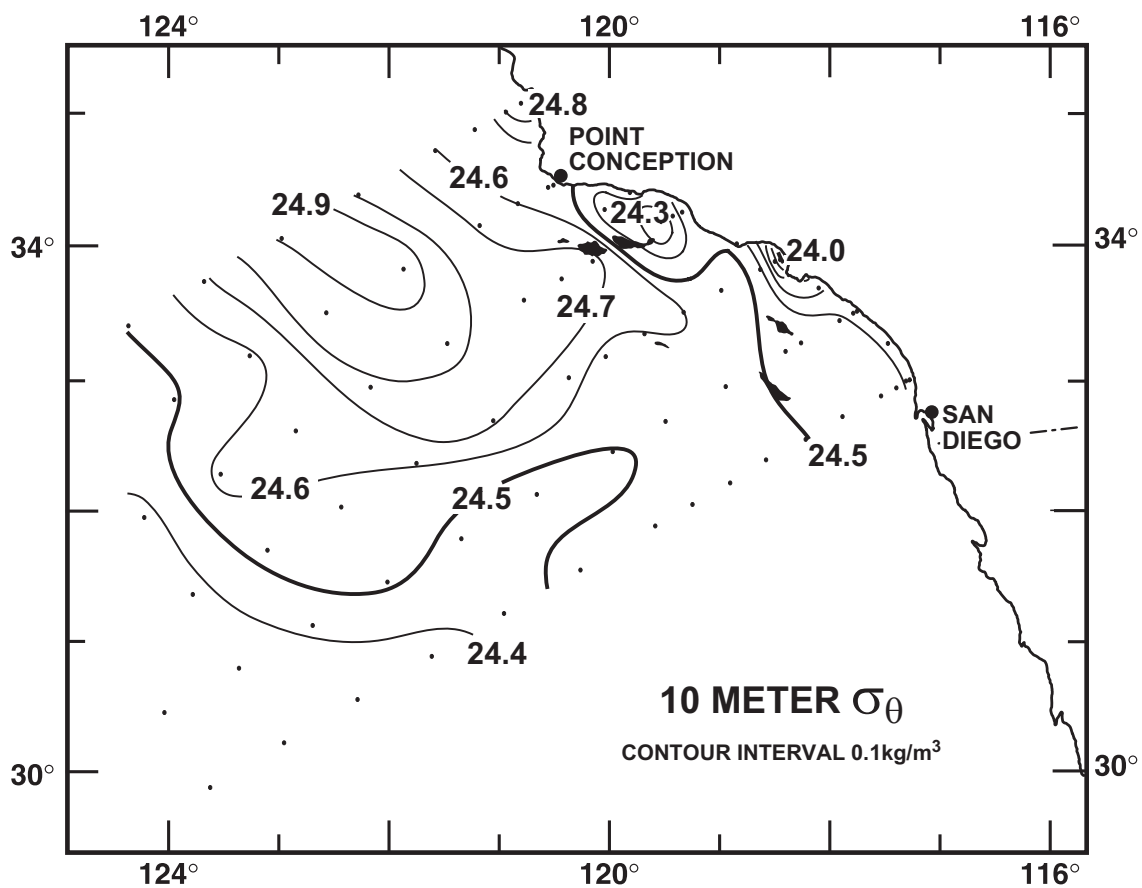 124° 120° 116°
24.8
POINT
CONCEPTION
24.6
24.9
24.3
34° 34°
24.0
24.7
SAN
DIEGO
24.5
24.6
24.5
24.4
10 METER σθ
CONTOUR INTERVAL 0.1kg/m³
30° 30°
124° 120° 116°